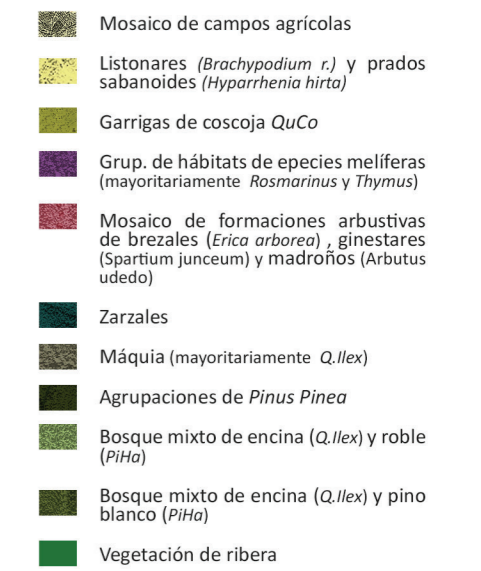 Mosaico de campos agrícolas
Listonares (Brachypodium r.) y prados
sabanoides (Hyparrhenia hirta)
Garrigas de coscoja QuCo
Grup. de hábitats de epecies melíferas
(mayoritariamente Rosmarinus y Thymus)
Mosaico de formaciones arbustivas
de brezales (Erica arborea) , ginestares
(Spartium junceum) y madroños (Arbutus
udedo)
Zarzales
Máquia (mayoritariamente Q.Ilex)
Agrupaciones de Pinus Pinea
Bosque mixto de encina (Q.Ilex) y roble
(PiHa)
Bosque mixto de encina (Q.Ilex) y pino
blanco (PiHa)
Vegetación de ribera